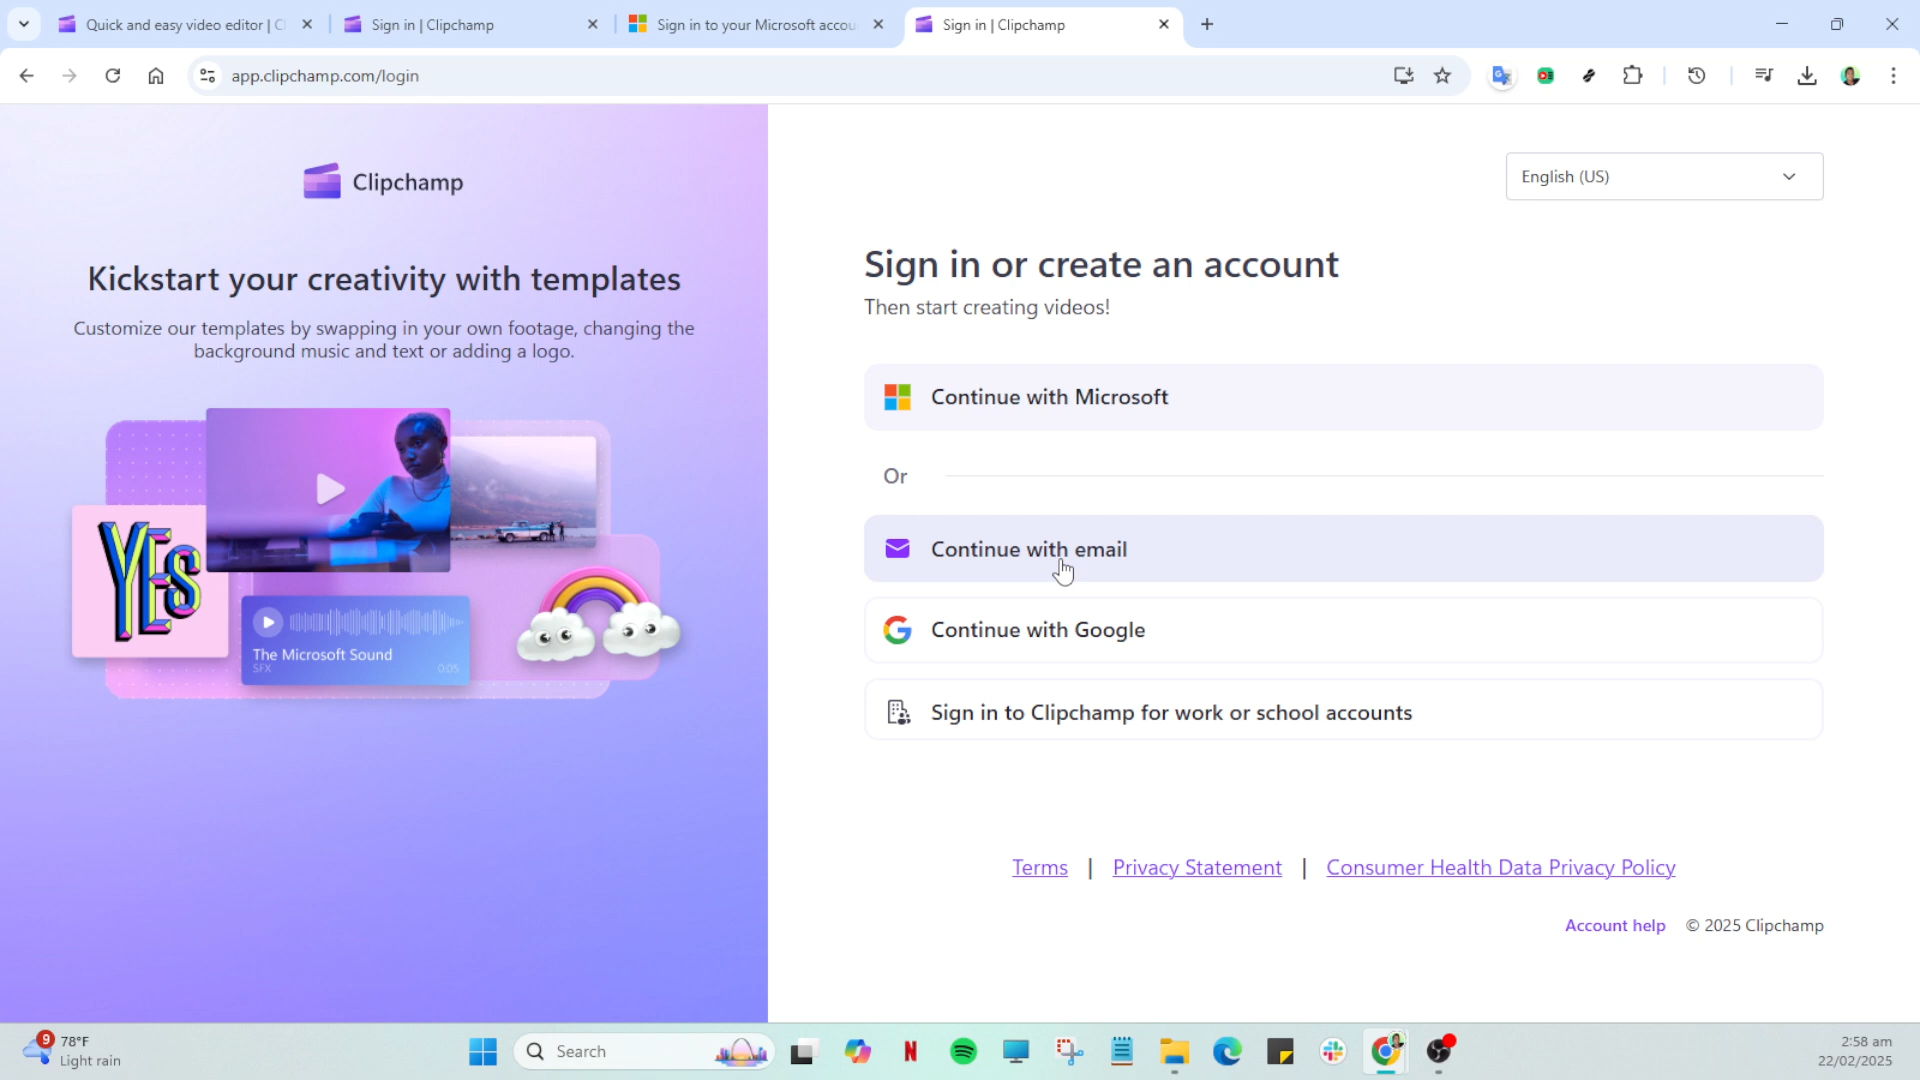 Quick and easy video editor | Cl
Sign in | Clipchamp
Sign in to your Microsoft accou
Sign in | Clipchamp
app.clipchamp.com/login
Clipchamp
Kickstart your creativity with templates
Customize our templates by swapping in your own footage, changing the
background music and text or adding a logo.
YES
The Microsoft Sound
SFX
0:05
English (US)
Sign in or create an account
Then start creating videos!
Continue with Microsoft
Or
Continue with email
Continue with Google
Sign in to Clipchamp for work or school accounts
Terms | Privacy Statement | Consumer Health Data Privacy Policy
Account help © 2025 Clipchamp
9
78°F
Light rain
Search
N
2:58 am
22/02/2025